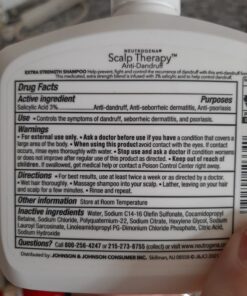 NEUTROGENA®
Scalp Therapy™
Anti-Dandruff
EXTRA STRENGTH SHAMPOO Help prevent, fight and control the recurrence of dandruff with this anti-dandruff
This medicated, extra strength blend is infused with 3% salicylic acid and peels
Drug Facts
Active ingredient Purposes
Salicylic Acid 3% Anti-dandruff, Anti-seborrheic dermatitis, Anti-psoriasis
Use • Controls the symptoms of dandruff, seborrheic dermatitis, and psoriasis.
Warnings
• For external use only. • Ask a doctor before use if you have a condition that covers a
large area of the body. • When using this product avoid contact with the eyes. If contact
occurs, rinse eyes thoroughly with water. • Stop use and ask a doctor if condition worsens
or does not improve after regular use of this product as directed. • Keep out of reach of
children. If swallowed, get medical help or contact a Poison Control Center right away.
Directions • For best results, use at least twice a week or as directed by a doctor.
• Wet hair thoroughly. • Massage shampoo into your scalp. • Lather, leaving on your hair
and scalp for a few minutes. • Rinse and repeat.
Other information • Store at Room Temperature
Inactive ingredients Water, Sodium C14-16 Olefin Sulfonate, Cocamidopropyl
Betaine, Sodium Chloride, Polyquaternium-22, Sodium Citrate, Hexylene Glycol, Sodium
Lauroyl Sarcosinate, Linoleamidopropyl PG-Dimonium Chloride Phosphate, Citric Acid,
Sodium Hydroxide
Questions? Call 800-256-4247 or 215-273-8755 (collect) or visit www.neutrogena.
Distributed by: JOHNSON & JOHNSON CONSUMER INC. Skillman, NJ 08558 © J&JCI 2021